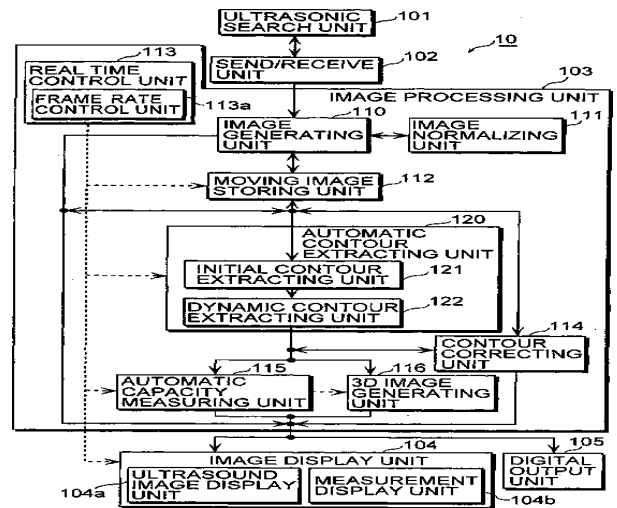 ULTRASONIC
SEARCH UNIT
101
10
113
REAL TIME
CONTROL UNIT
FRAME RATE
CONTROL UNIT
113a
SEND/RECEIVE
UNIT
102
103
IMAGE PROCESSING UNIT
110
IMAGE
GENERATING
UNIT
IMAGE
NORMALIZING
UNIT
111
MOVING IMAGE
STORING UNIT
112
120
AUTOMATIC
CONTOUR
EXTRACTING UNIT
INITIAL CONTOUR
EXTRACTING UNIT
121
DYNAMIC CONTOUR
EXTRACTING UNIT
122
114
CONTOUR
CORRECTING
UNIT
115
AUTOMATIC
CAPACITY
MEASURING UNIT
116
3D IMAGE
GENERATING
UNIT
104
IMAGE DISPLAY UNIT
104a
ULTRASOUND
IMAGE DISPLAY
UNIT
MEASUREMENT
DISPLAY UNIT
104b
105
DIGITAL
OUTPUT
UNIT